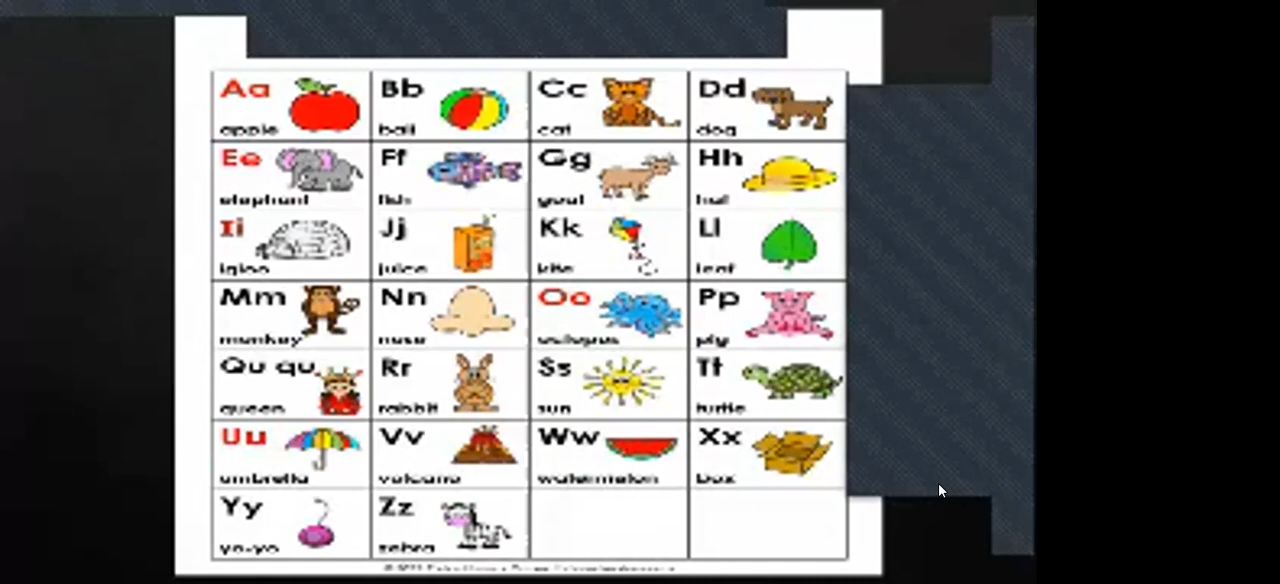 Aa Bb Cc Dd
apple ball cat dog
Ee Ff Gg Hh
elephant fish goat hat
Ii Jj Kk Ll
igloo juice kite leaf
Mm Nn Oo Pp
monkey nose octopus pig
Qu qu Rr Ss Tt
queen rabbit sun turtle
Uu Vv Ww Xx
umbrella volcano watermelon box
Yy Zz
yo-yo zebra